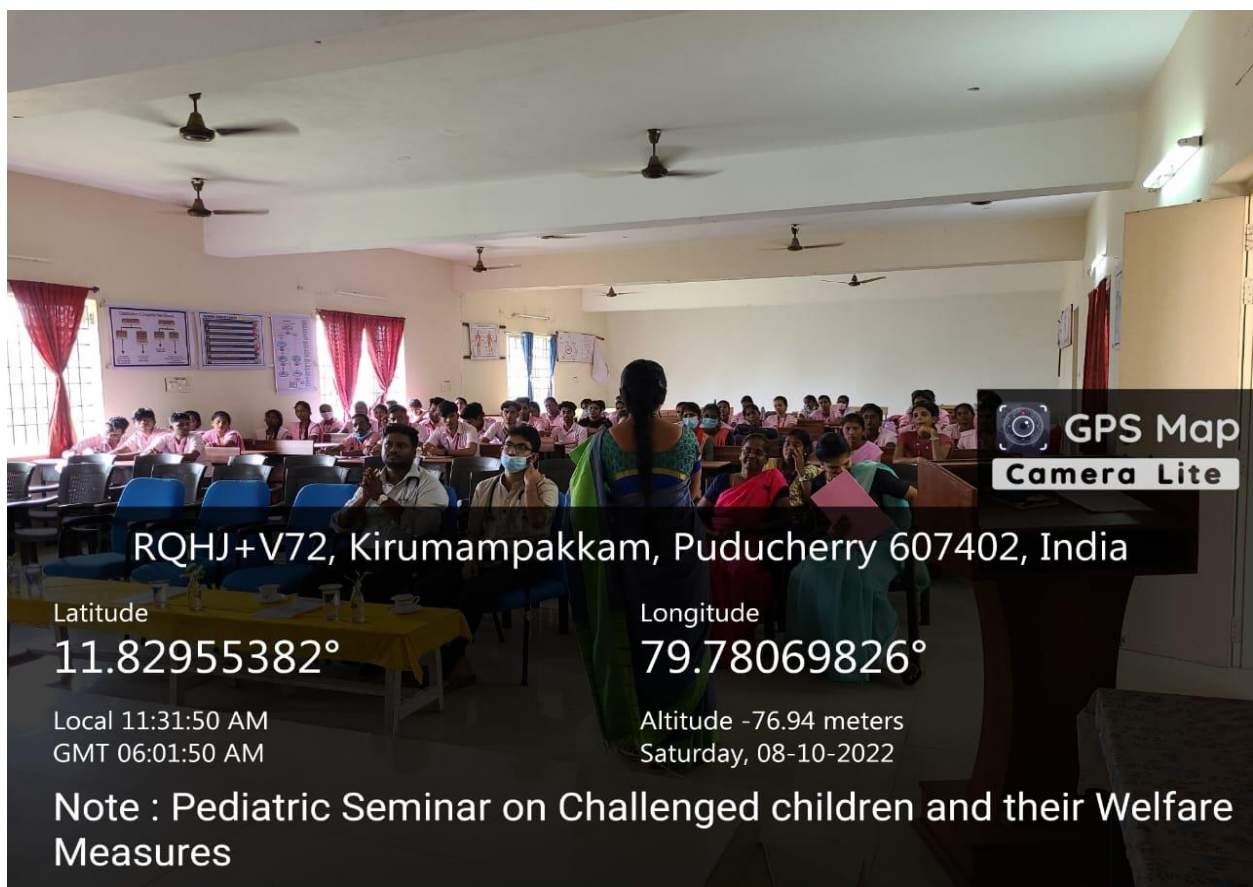 GPS Map
Camera Lite
RQHJ+V72, Kirumampakkam, Puducherry 607402, India
Latitude
11.82955382°
Longitude
79.78069826°
Local 11:31:50 AM
GMT 06:01:50 AM
Altitude -76.94 meters
Saturday, 08-10-2022
Note : Pediatric Seminar on Challenged children and their Welfare
Measures